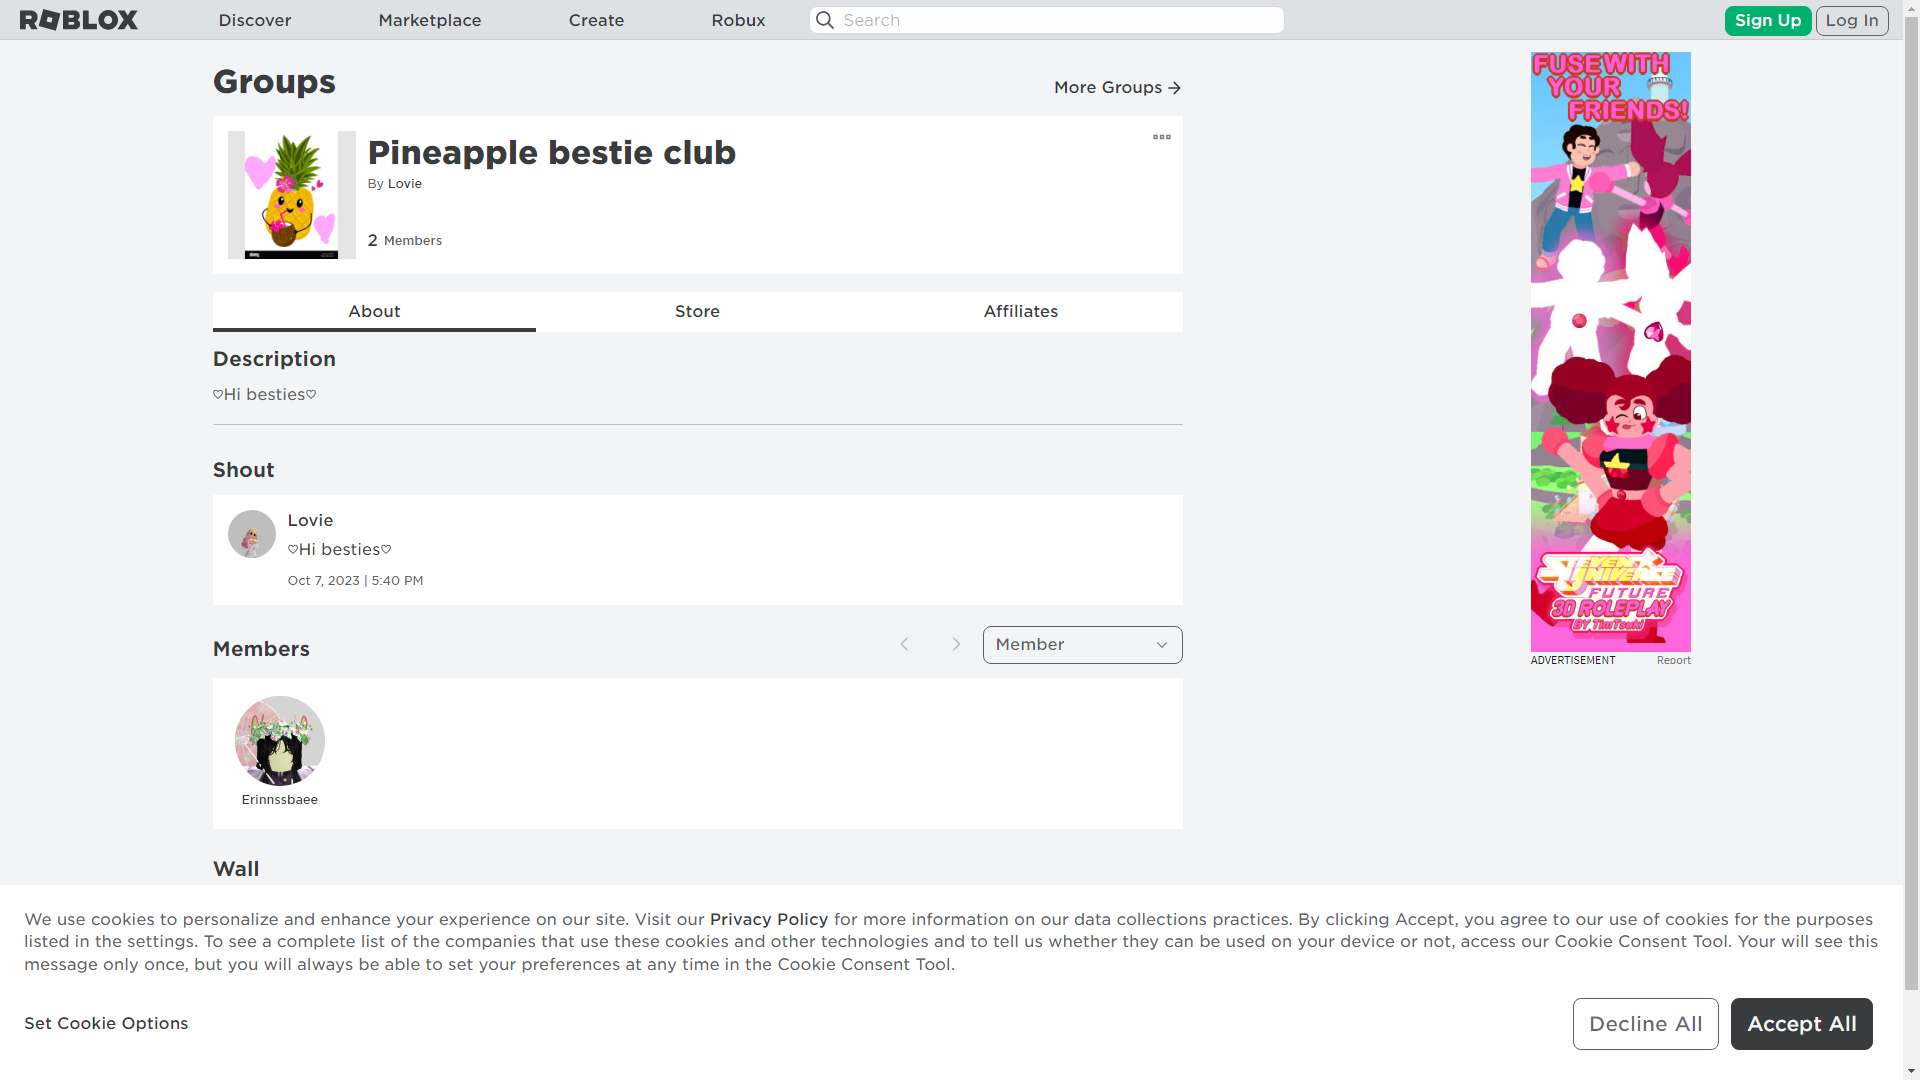 ROBLOX
Discover
Marketplace
Create
Robux
Search
Sign Up
Log In
Groups
More Groups
Pineapple bestie club
By Lovie
2 Members
About
Store
Affiliates
Description
♡Hi besties♡
Shout
Lovie
♡Hi besties♡
Oct 7, 2023 | 5:40 PM
Members
Member
Erinnssbaee
Wall
FUSE WITH
YOUR
FRIENDS!
STEVEN
UNIVERSE
FUTURE
3D ROLEPLAY
BY TimTsuki
ADVERTISEMENT
Report
We use cookies to personalize and enhance your experience on our site. Visit our Privacy Policy for more information on our data collections practices. By clicking Accept, you agree to our use of cookies for the purposes
listed in the settings. To see a complete list of the companies that use these cookies and other technologies and to tell us whether they can be used on your device or not, access our Cookie Consent Tool. Your will see this
message only once, but you will always be able to set your preferences at any time in the Cookie Consent Tool.
Set Cookie Options
Decline All
Accept All